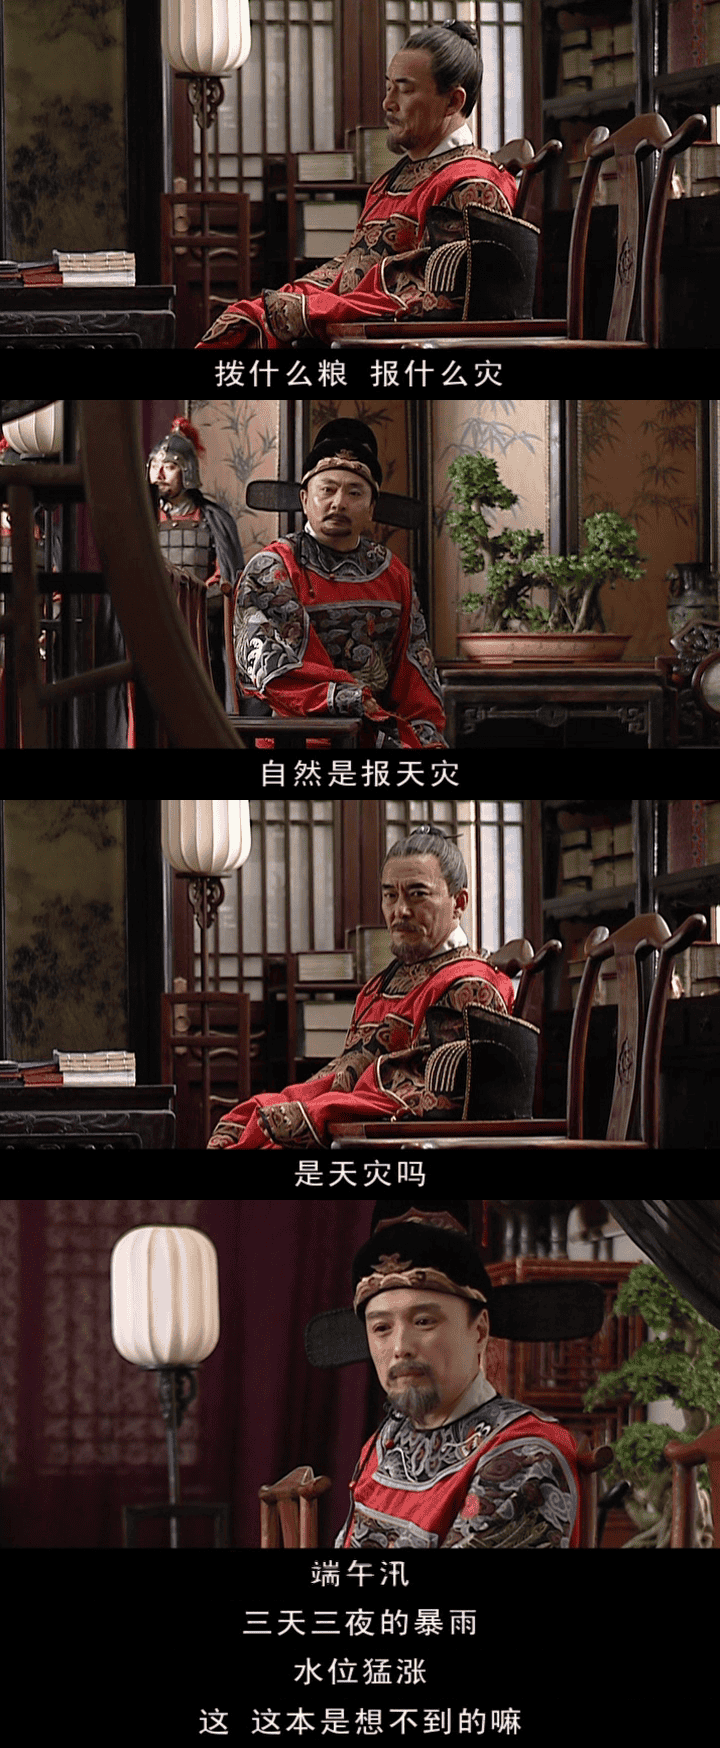 拨什么粮 报什么灾
自然是报天灾
是天灾吗
端午汛
三天三夜的暴雨
水位猛涨
这 这本是想不到的嘛